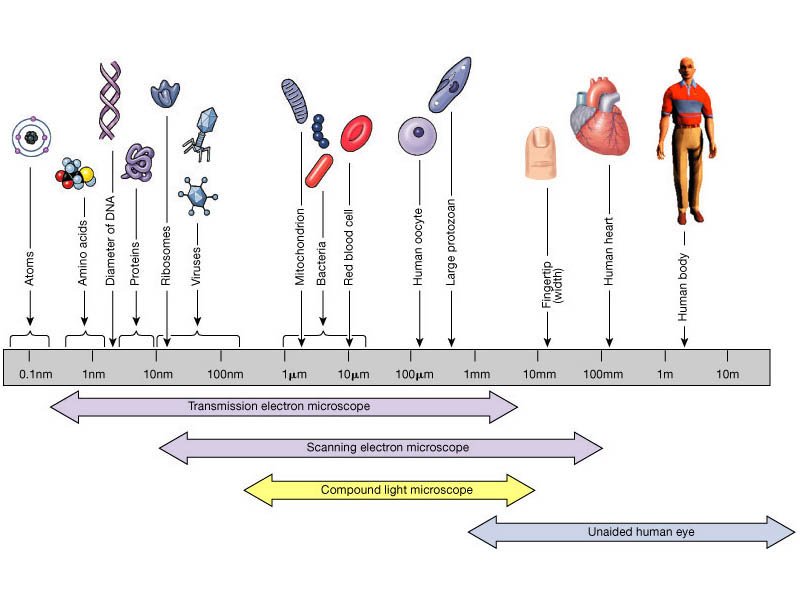 Atoms
Amino acids
Diameter of DNA
Proteins
Ribosomes
Viruses
Mitochondrion
Bacteria
Red blood cell
Human oocyte
Large protozoan
Fingertip
(width)
Human heart
Human body
0.1nm 1nm 10nm 100nm 1μm 10μm 100μm 1mm 10mm 100mm 1m 10m
Transmission electron microscope
Scanning electron microscope
Compound light microscope
Unaided human eye